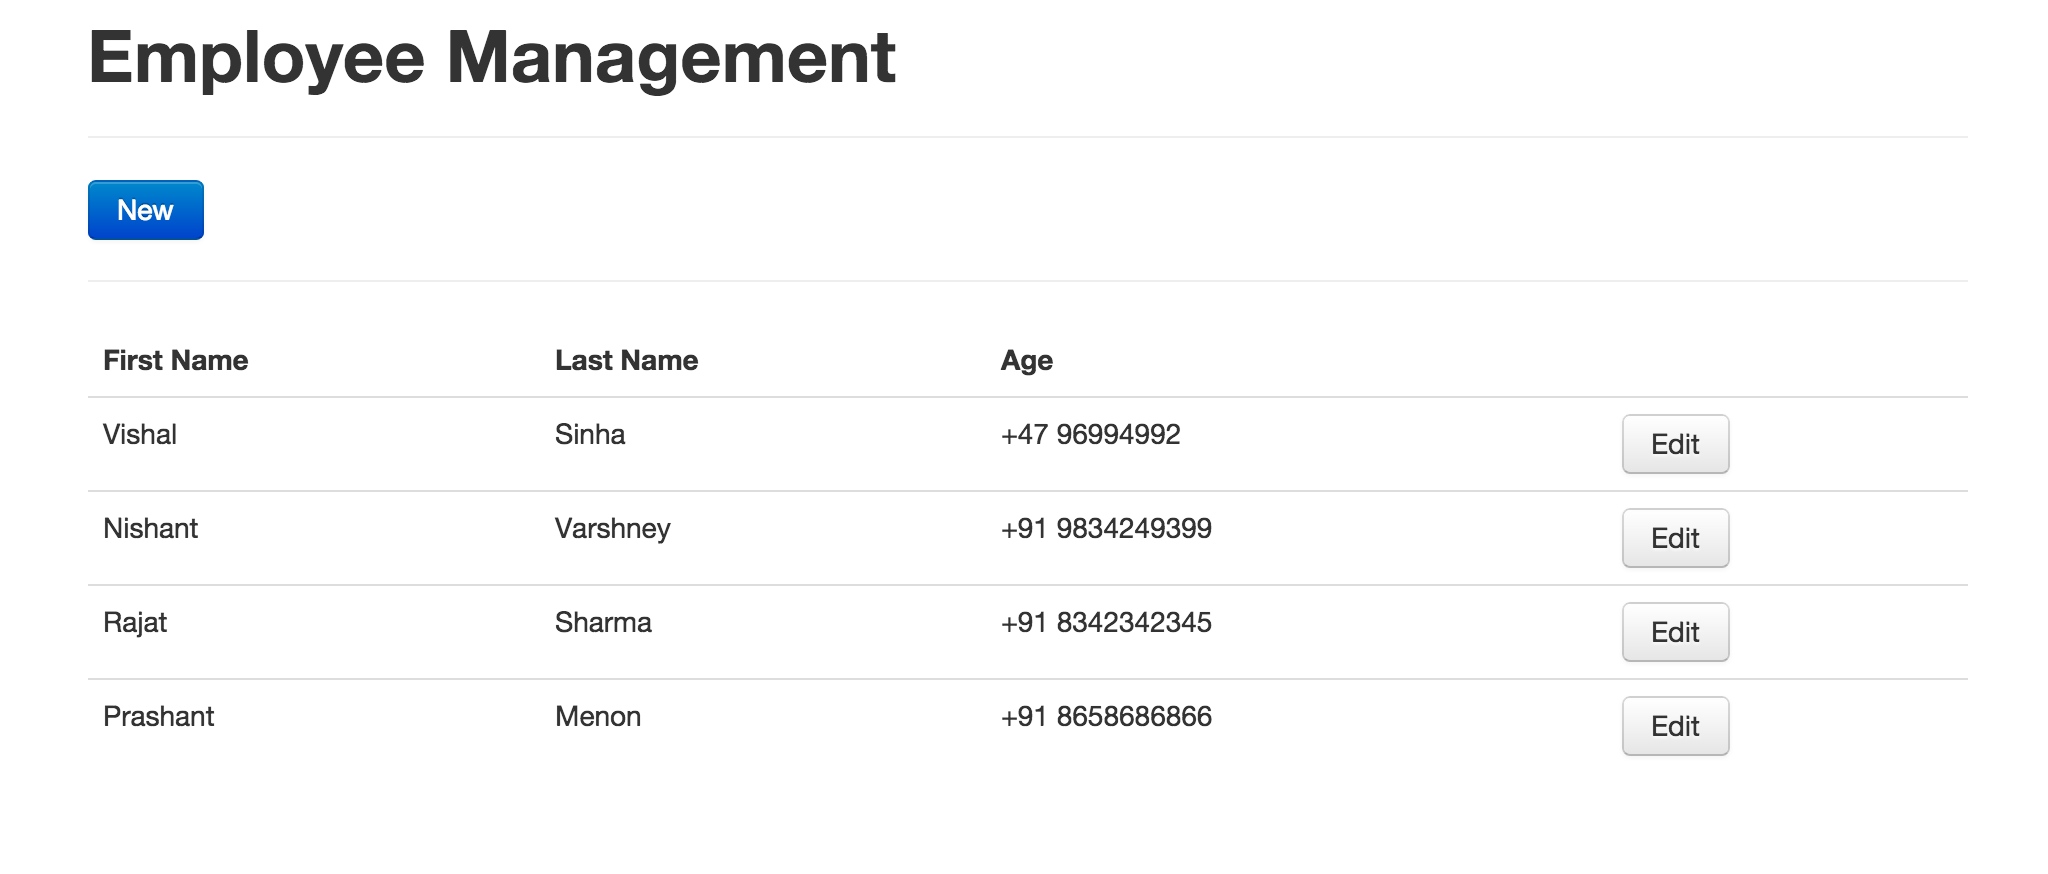 Employee Management
New
First Name Last Name Age
Vishal Sinha +47 96994992 Edit
Nishant Varshney +91 9834249399 Edit
Rajat Sharma +91 8342342345 Edit
Prashant Menon +91 8658686866 Edit